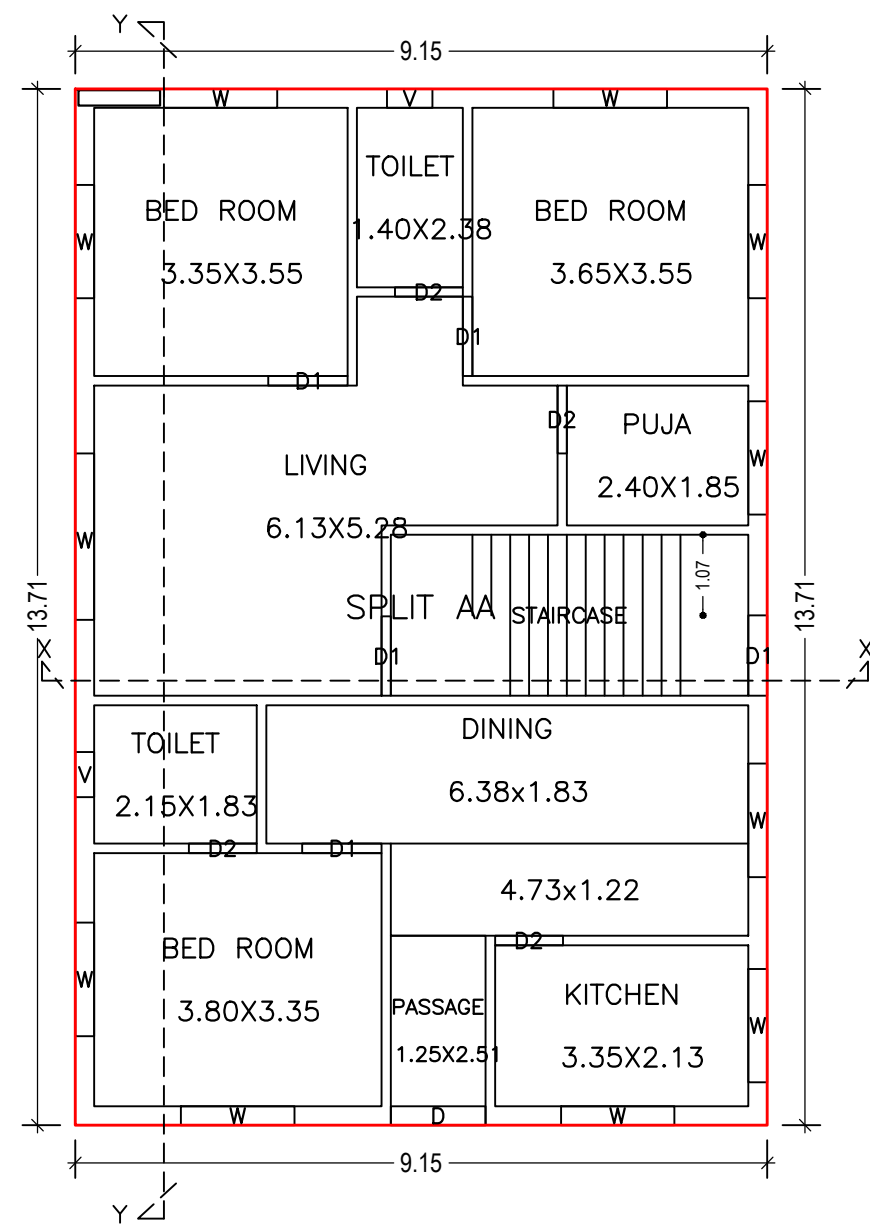 Y
9.15
W V W
TOILET
1.40X2.38
BED ROOM
3.35X3.55
BED ROOM
3.65X3.55
W
W
D2
D1
D1
D2
PUJA
2.40X1.85
W
LIVING
6.13X5.28
W
1.07
13.71
13.71
SPLIT AA
STAIRCASE
X
X
D1
D1
DINING
6.38x1.83
TOILET
2.15X1.83
V
W
D2
D1
4.73x1.22
D2
BED ROOM
3.80X3.35
W
PASSAGE
1.25X2.51
KITCHEN
3.35X2.13
W
W
D
W
9.15
Y